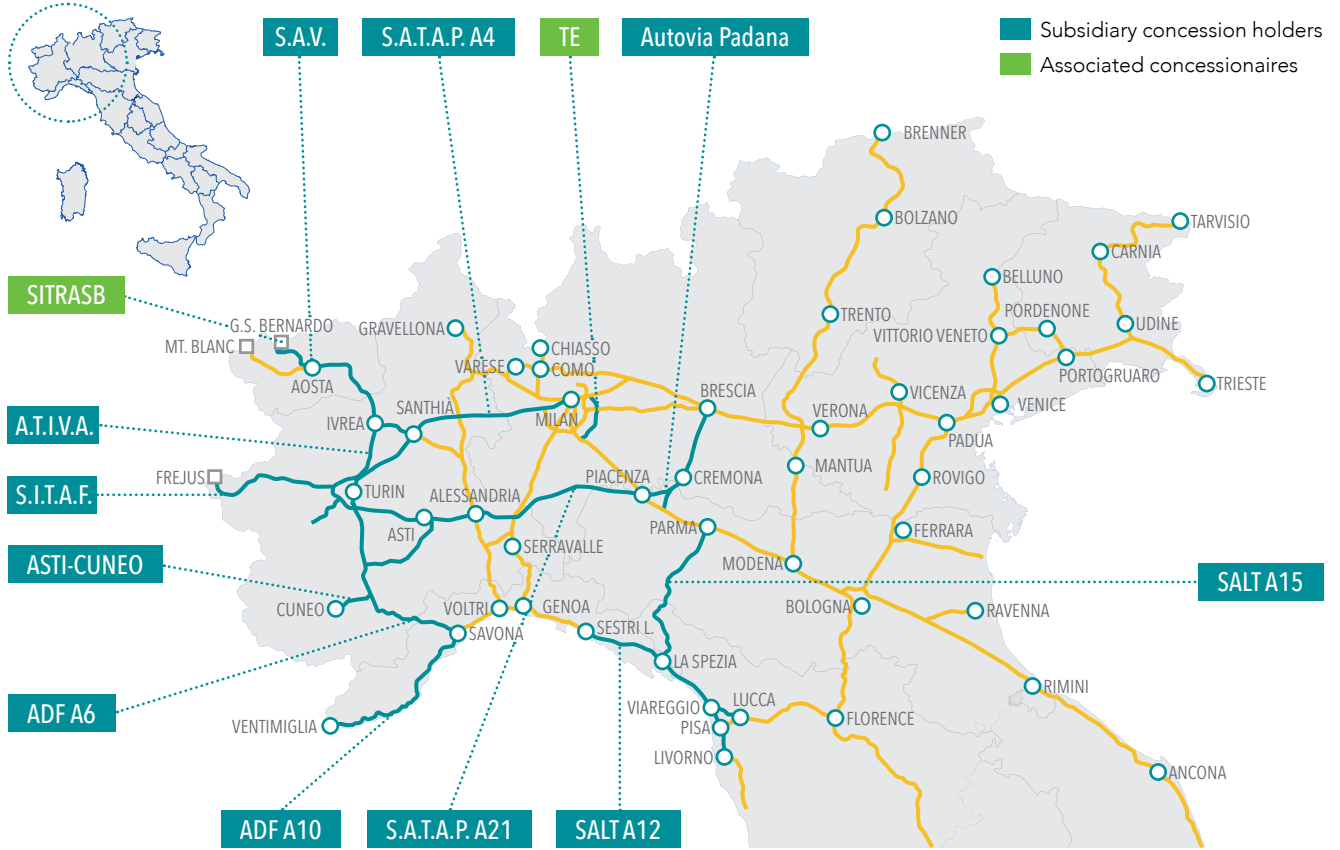 S.A.V.
S.A.T.A.P. A4
TE
Autovia Padana
Subsidiary concession holders
Associated concessionaires
BRENNER
BOLZANO
TARVISIO
CARNIA
BELLUNO
SITRASB
G.S. BERNARDO
MT. BLANC
GRAVELLONA
TRENTO
PORDENONE
VITTORIO VENETO
UDINE
CHIASSO
VARESE
COMO
AOSTA
PORTOGRUARO
TRIESTE
BRESCIA
VICENZA
VENICE
SANTHIÀ
IVREA
MILAN
VERONA
PADUA
A.T.I.V.A.
FREJUS
S.I.T.A.F.
TURIN
ALESSANDRIA
PIACENZA
CREMONA
MANTUA
ROVIGO
ASTI
PARMA
FERRARA
SERRAVALLE
MODENA
ASTI-CUNEO
SALT A15
CUNEO
VOLTRI
GENOA
BOLOGNA
RAVENNA
SAVONA
SESTRI L.
LA SPEZIA
RIMINI
ADF A6
VENTIMIGLIA
VIAREGGIO
LUCCA
PISA
FLORENCE
LIVORNO
ANCONA
ADF A10
S.A.T.A.P. A21
SALT A12